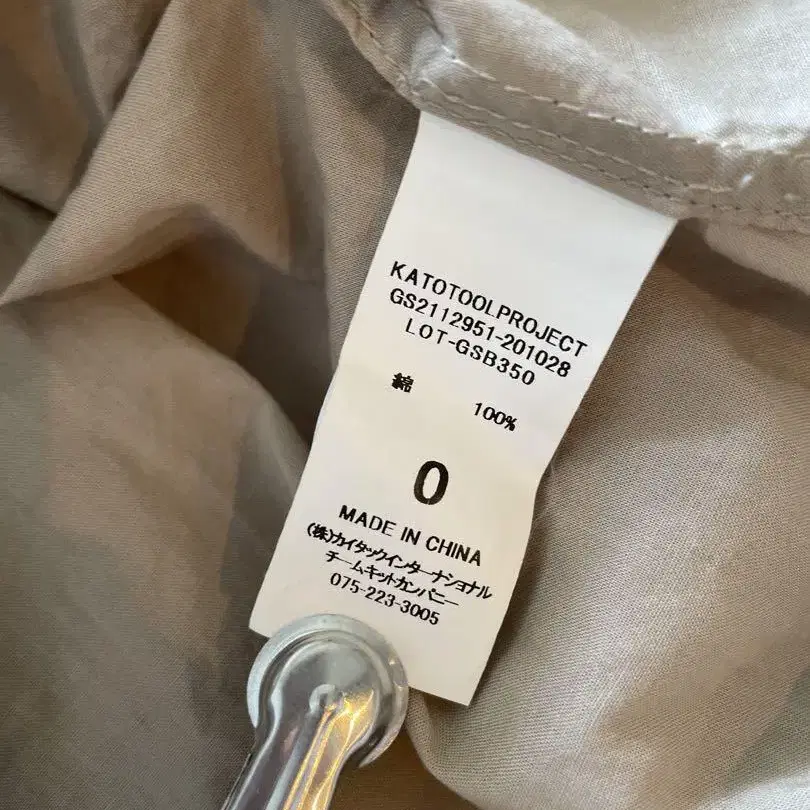 KATOTOOLPROJECT
GS2112951-201028
LOT-GSB350
綿 100%
0
MADE IN CHINA
(株)カイタックインターナショナル
チームキットカンパニー
075-223-3005